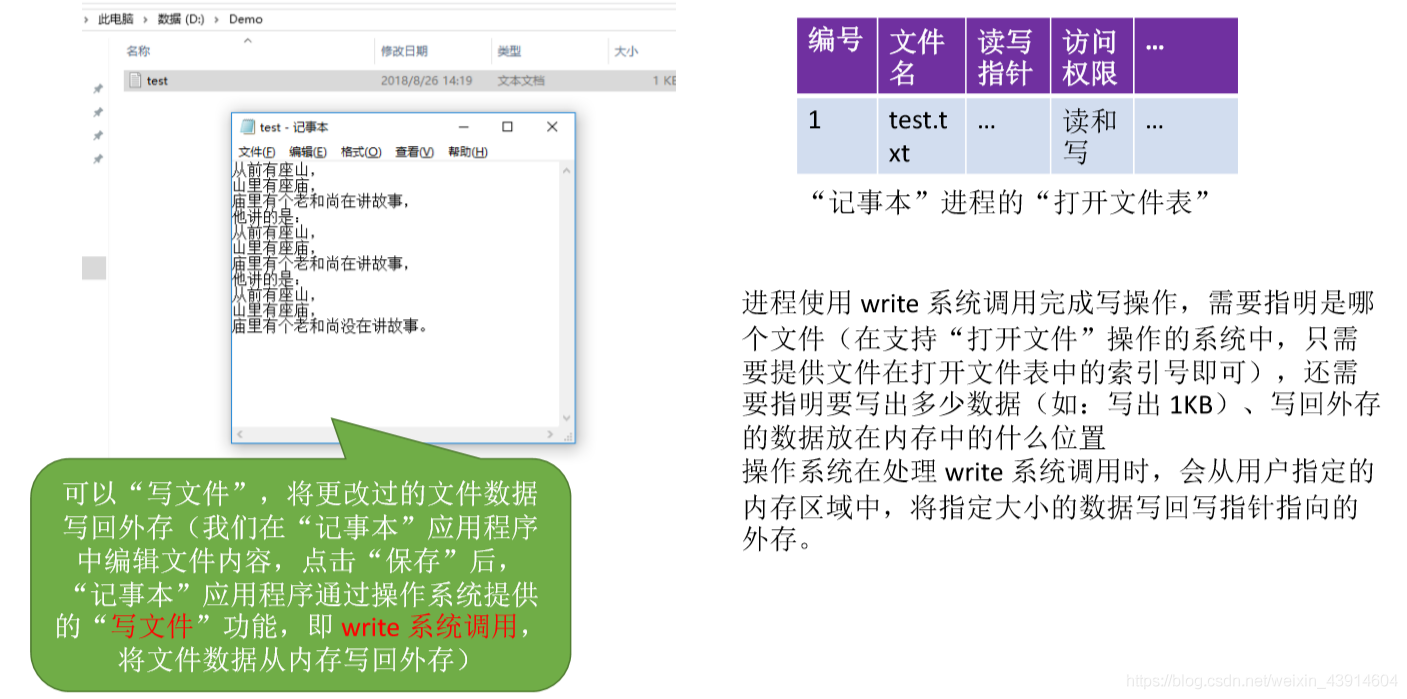 › 此电脑 › 数据 (D:) › Demo
名称 修改日期 类型 大小
test 2018/8/26 14:19 文本文档 1 KB
test - 记事本
文件(F) 编辑(E) 格式(O) 查看(V) 帮助(H)
从前有座山，
山里有座庙，
庙里有个老和尚在讲故事，
他讲的是：
从前有座山，
山里有座庙，
庙里有个老和尚在讲故事，
他讲的是：
从前有座山，
山里有座庙，
庙里有个老和尚没在讲故事。
可以“写文件”，将更改过的文件数据
写回外存（我们在“记事本”应用程序
中编辑文件内容，点击“保存”后，
“记事本”应用程序通过操作系统提供
的“写文件”功能，即 write 系统调用，
将文件数据从内存写回外存）
编号 文件 读写 访问 ...
名 指针 权限
1 test.t ... 读和 ...
xt 写
“记事本”进程的“打开文件表”
进程使用 write 系统调用完成写操作，需要指明是哪
个文件（在支持“打开文件”操作的系统中，只需
要提供文件在打开文件表中的索引号即可），还需
要指明要写出多少数据（如：写出 1KB）、写回外存
的数据放在内存中的什么位置
操作系统在处理 write 系统调用时，会从用户指定的
内存区域中，将指定大小的数据写回写指针指向的
外存。
https://blog.csdn.net/weixin_43914604